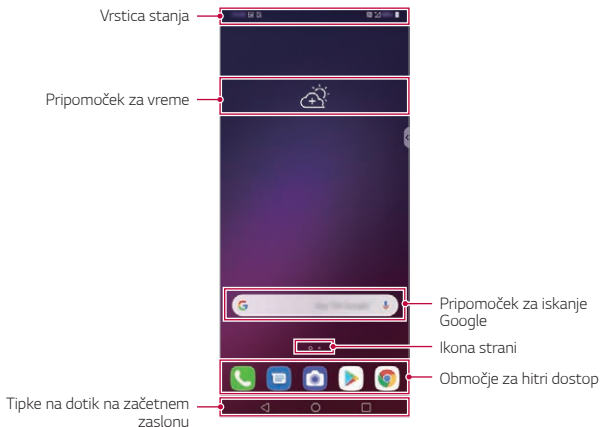 Vrstica stanja
Pripomoček za vreme
Pripomoček za iskanje
Google
Ikona strani
Območje za hitri dostop
Tipke na dotik na začetnem
zaslonu